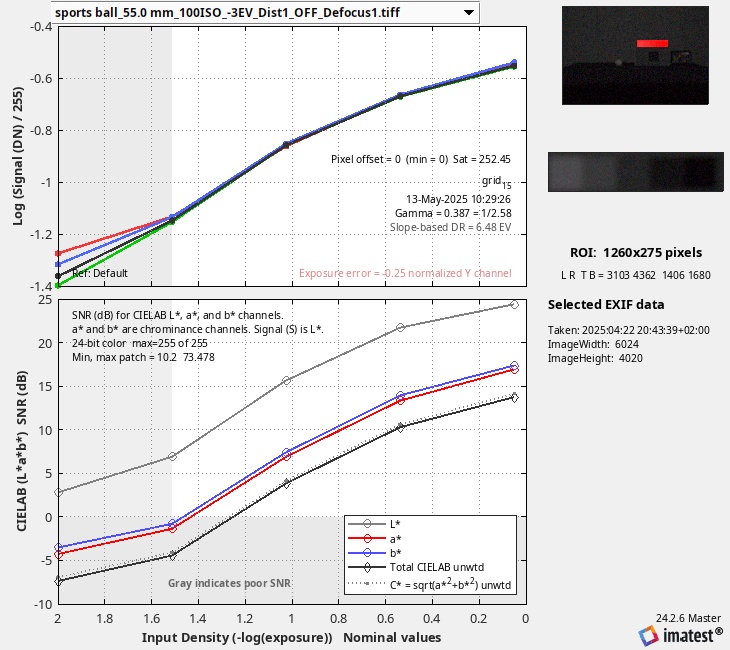 sports ball_55.0 mm_100ISO_-3EV_Dist1_OFF_Defocus1.tiff
-0.4
-0.6
-0.8
-1
-1.2
-1.4
Log (Signal (DN) / 255)
Pixel offset = 0 (min = 0) Sat = 252.45
grid_15
13-May-2025 10:29:26
Gamma = 0.387 = 1/2.58
Slope-based DR = 6.48 EV
Ref: Default
Exposure error = -0.25 normalized Y channel
ROI: 1260x275 pixels
L R T B = 3103 4362 1406 1680
Selected EXIF data
Taken: 2025:04:22 20:43:39+02:00
ImageWidth: 6024
ImageHeight: 4020
25
20
15
10
5
0
-5
-10
CIELAB (L*a*b*) SNR (dB)
SNR (dB) for CIELAB L*, a*, and b* channels.
a* and b* are chrominance channels. Signal (S) is L*.
24-bit color max=255 of 255
Min, max patch = 10.2 73.478
L*
a*
b*
Total CIELAB unwtd
C* = sqrt(a*2+b*2) unwtd
Gray indicates poor SNR
2 1.8 1.6 1.4 1.2 1 0.8 0.6 0.4 0.2 0
Input Density (-log(exposure)) Nominal values
24.2.6 Master
imatest®